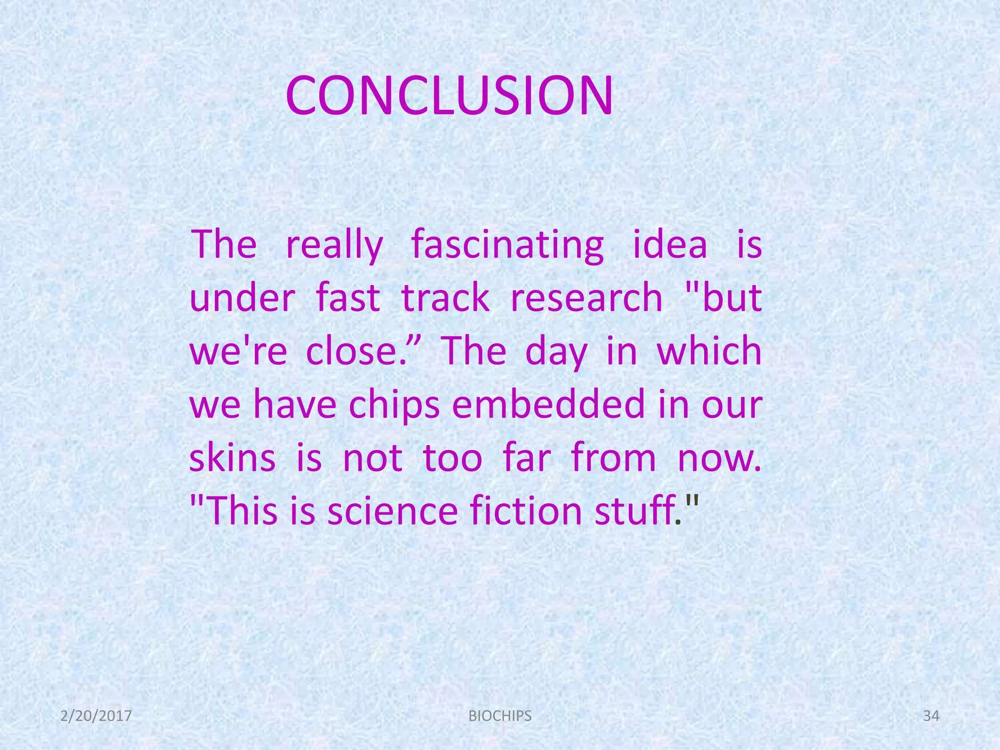 CONCLUSION
The really fascinating idea is
under fast track research "but
we're close.” The day in which
we have chips embedded in our
skins is not too far from now.
"This is science fiction stuff."
2/20/2017
BIOCHIPS
34